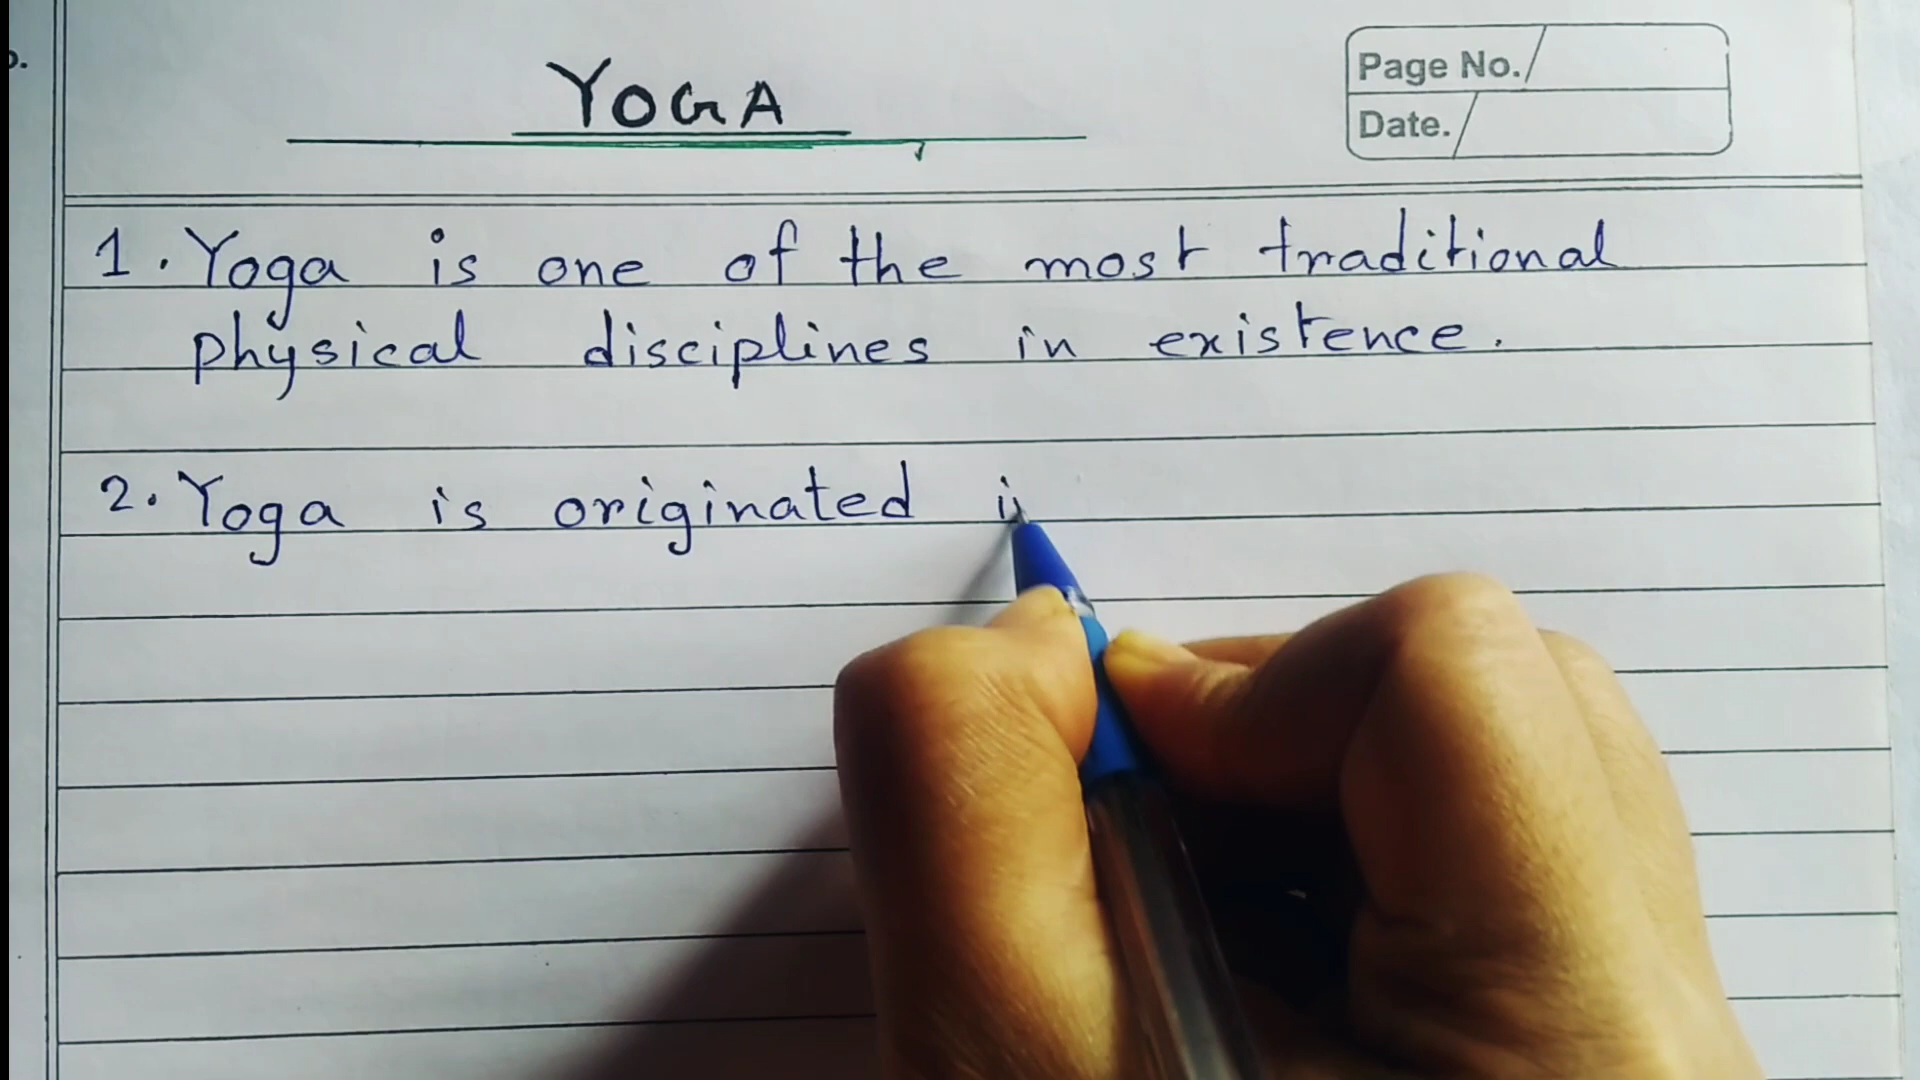 YOGA
Page No.
Date.
1. Yoga is one of the most traditional
physical disciplines in existence.
2. Yoga is originated i